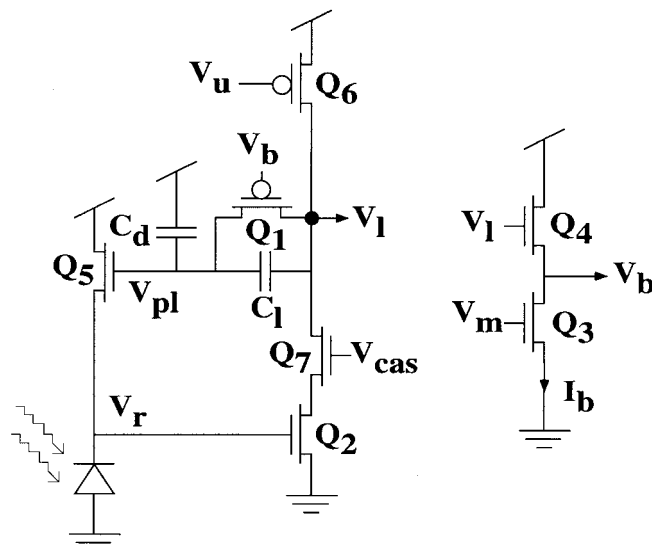 V_u
Q_6
V_b
C_d
Q_1
V_l
Q_5
V_pl
C_l
Q_7
V_cas
V_r
Q_2
V_l
Q_4
V_b
V_m
Q_3
I_b